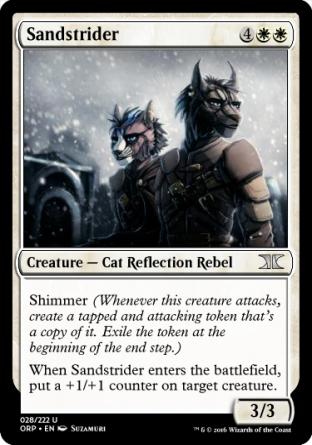 Sandstrider 4
Creature — Cat Reflection Rebel
Shimmer (Whenever this creature attacks,
create a tapped and attacking token that's
a copy of it. Exile the token at the
beginning of the end step.)
When Sandstrider enters the battlefield,
put a +1/+1 counter on target creature.
3/3
028/222 U
ORP • EN SUZAMURI
™ & © 2016 Wizards of the Coast